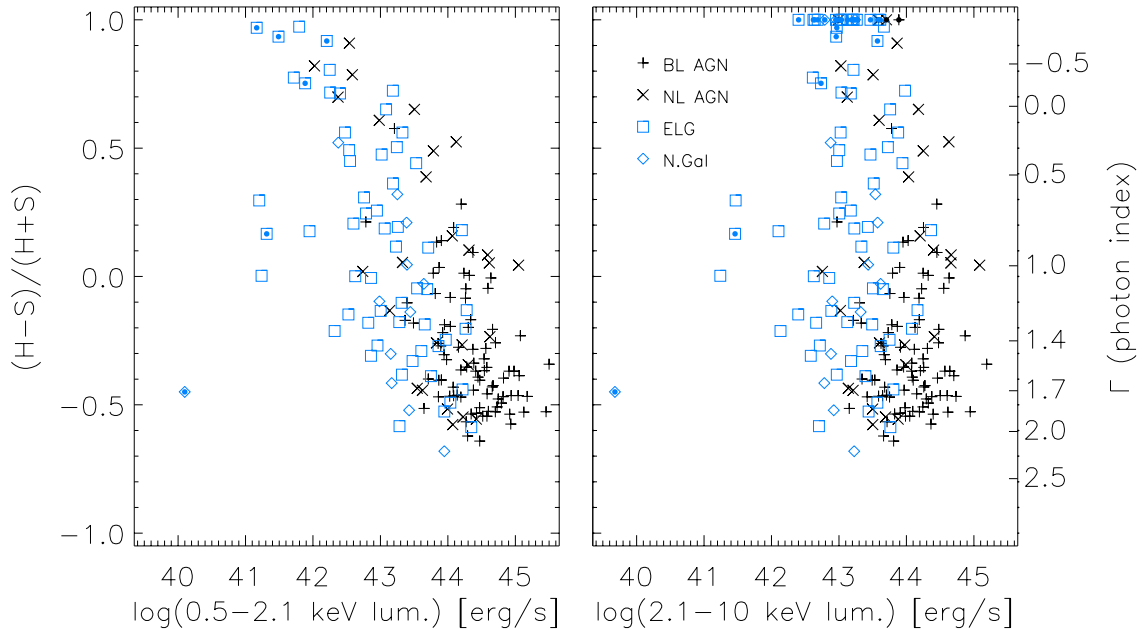 (H−S)/(H+S)
1.0
0.5
0.0
−0.5
−1.0
40 41 42 43 44 45
log(0.5−2.1 keV lum.) [erg/s]
BL AGN
NL AGN
ELG
N.Gal
40 41 42 43 44 45
log(2.1−10 keV lum.) [erg/s]
−0.5
0.0
0.5
1.0
1.4
1.7
2.0
2.5
Γ (photon index)